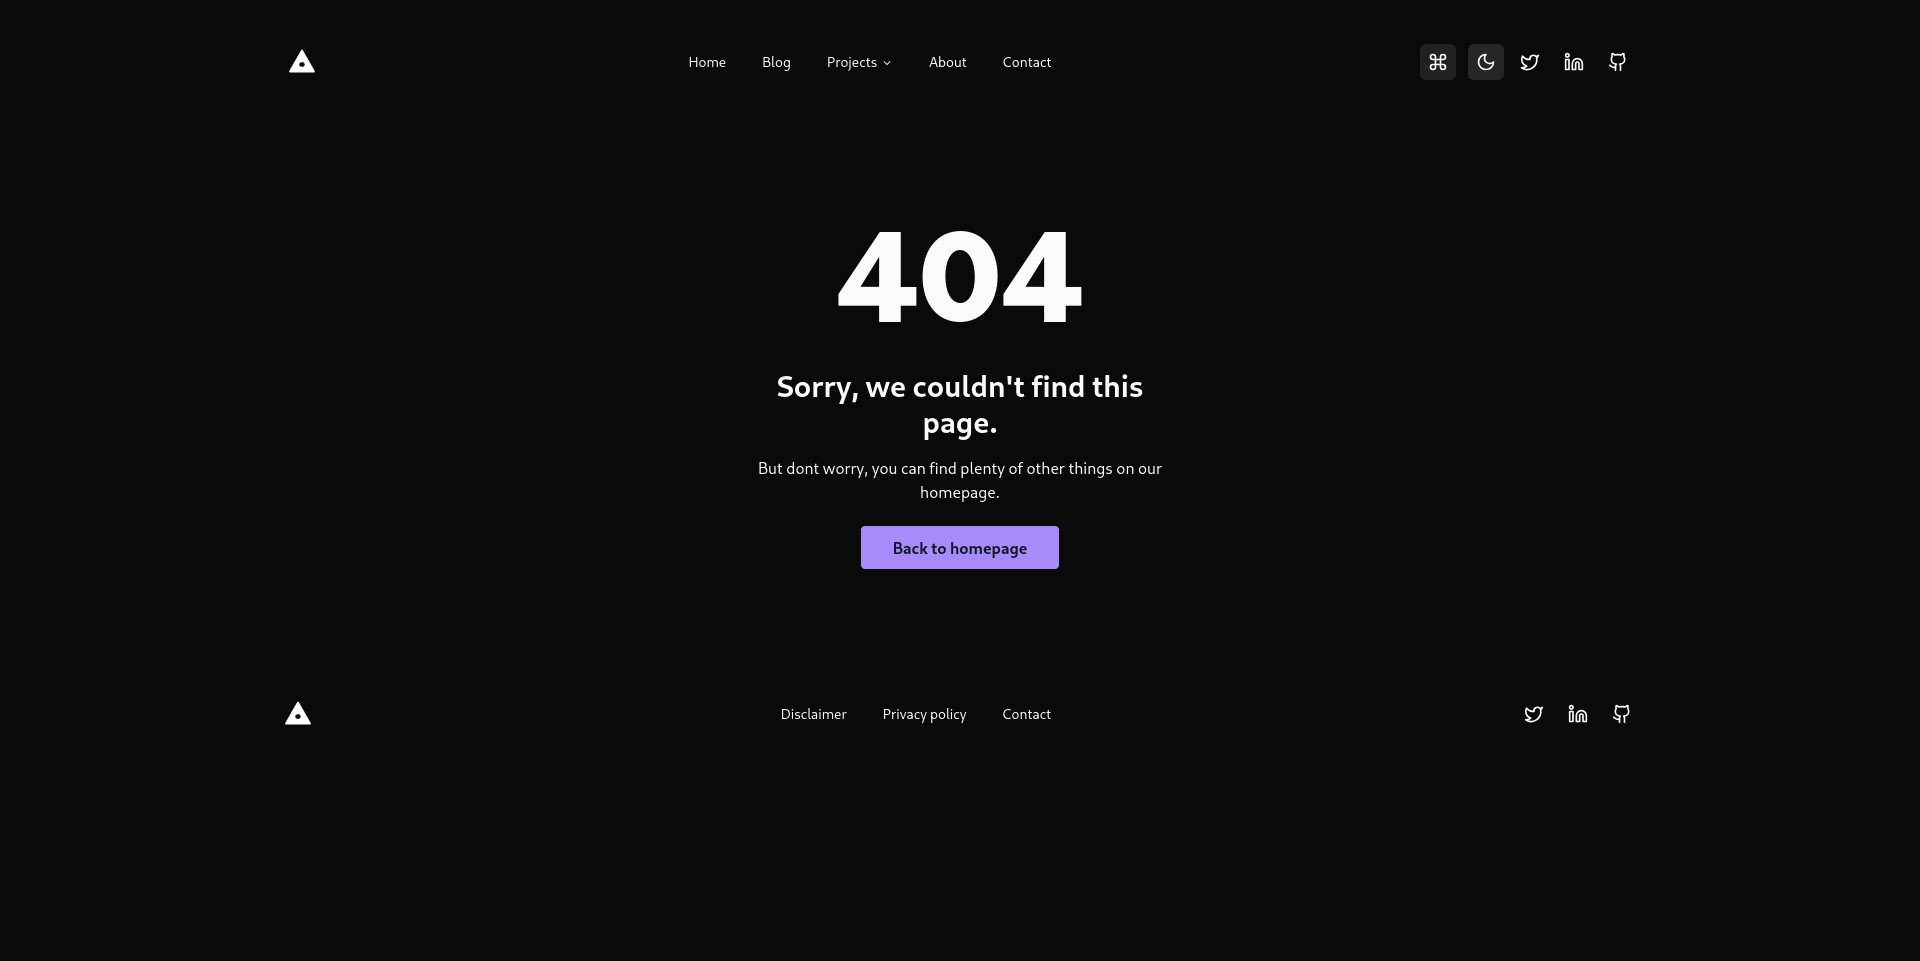 Home Blog Projects About Contact
404
Sorry, we couldn't find this
page.
But dont worry, you can find plenty of other things on our
homepage.
Back to homepage
Disclaimer Privacy policy Contact